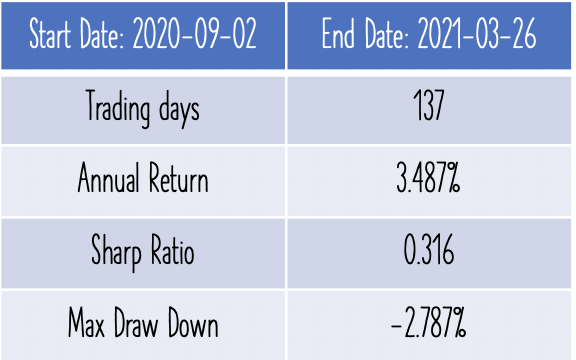 Start Date: 2020-09-02 End Date: 2021-03-26
Trading days 137
Annual Return 3.487%
Sharp Ratio 0.316
Max Draw Down -2.787%